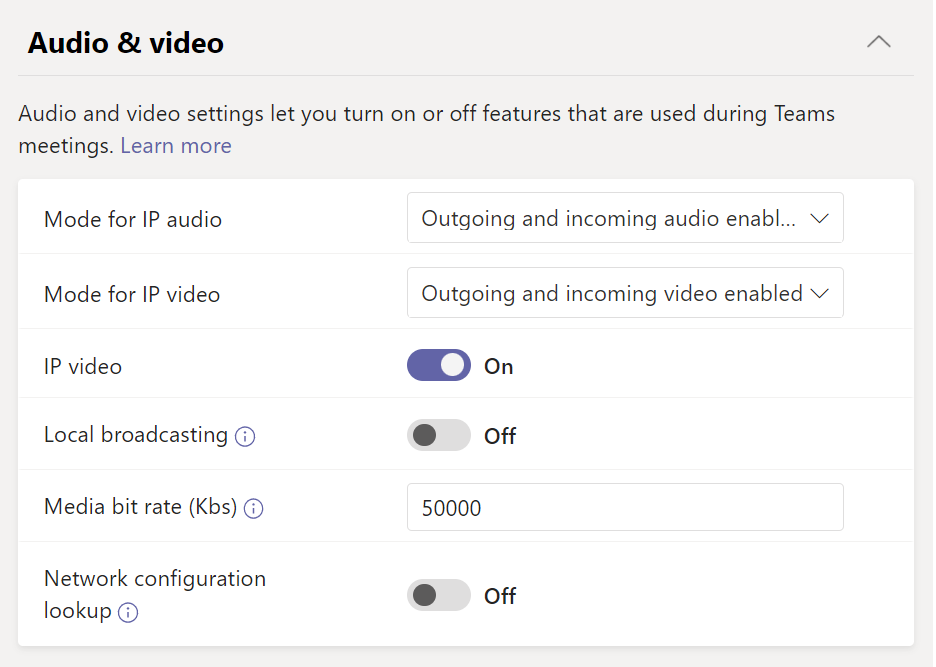 Audio & video
Audio and video settings let you turn on or off features that are used during Teams
meetings. Learn more
Mode for IP audio
Outgoing and incoming audio enabl...
Mode for IP video
Outgoing and incoming video enabled
IP video
On
Local broadcasting
Off
Media bit rate (Kbs)
50000
Network configuration
lookup
Off